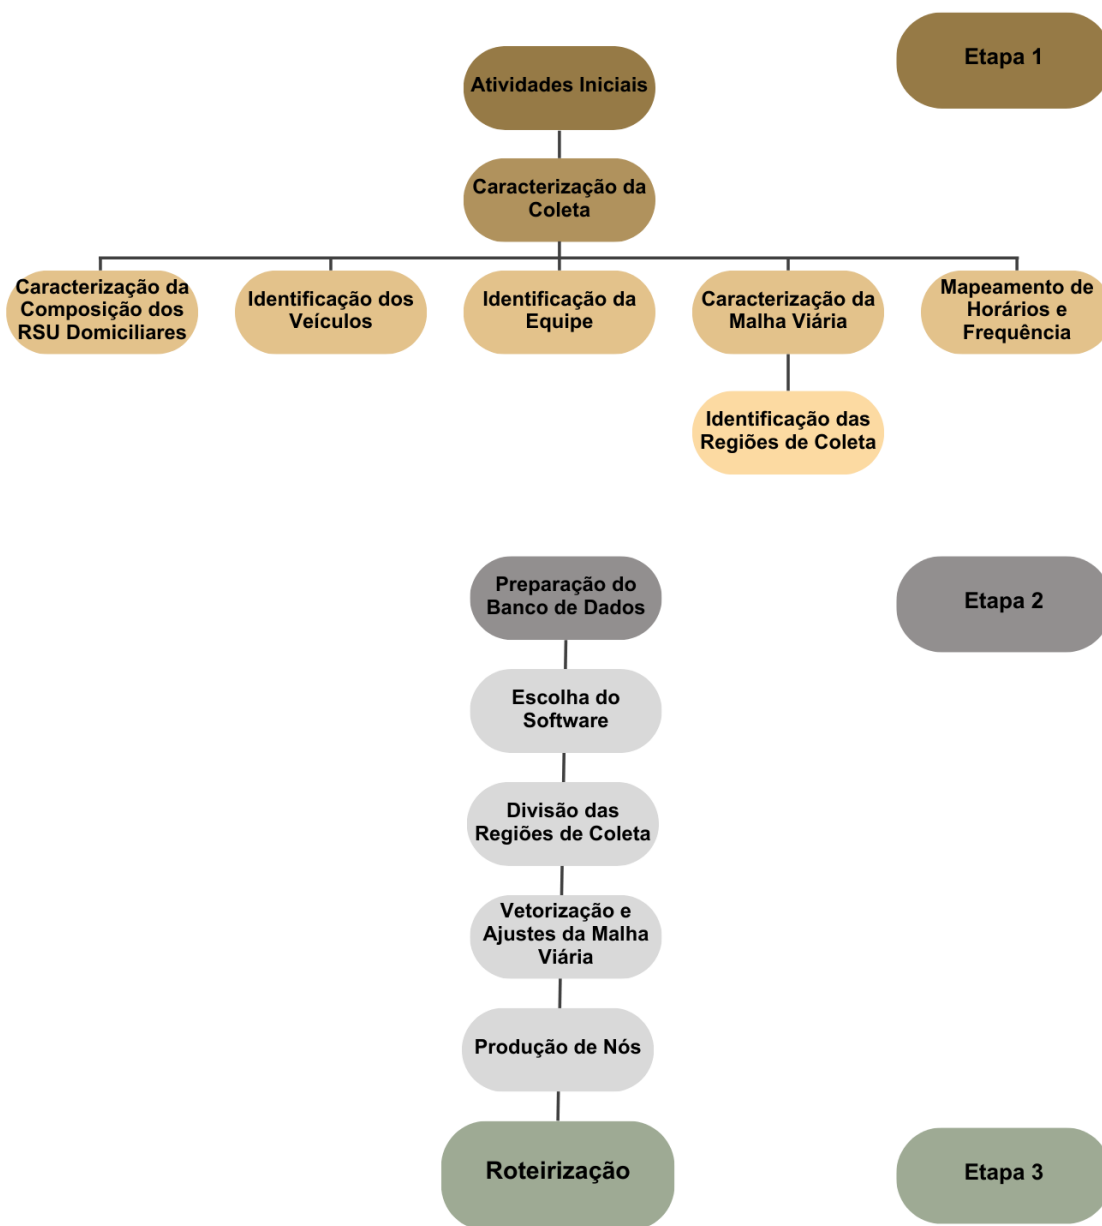 Etapa 1
Atividades Iniciais
Caracterização da
Coleta
Caracterização da
Composição dos
RSU Domiciliares
Identificação dos
Veículos
Identificação da
Equipe
Caracterização da
Malha Viária
Mapeamento de
Horários e
Frequência
Identificação das
Regiões de Coleta
Preparação do
Banco de Dados
Etapa 2
Escolha do
Software
Divisão das
Regiões de Coleta
Vetorização e
Ajustes da Malha
Viária
Produção de Nós
Roteirização
Etapa 3